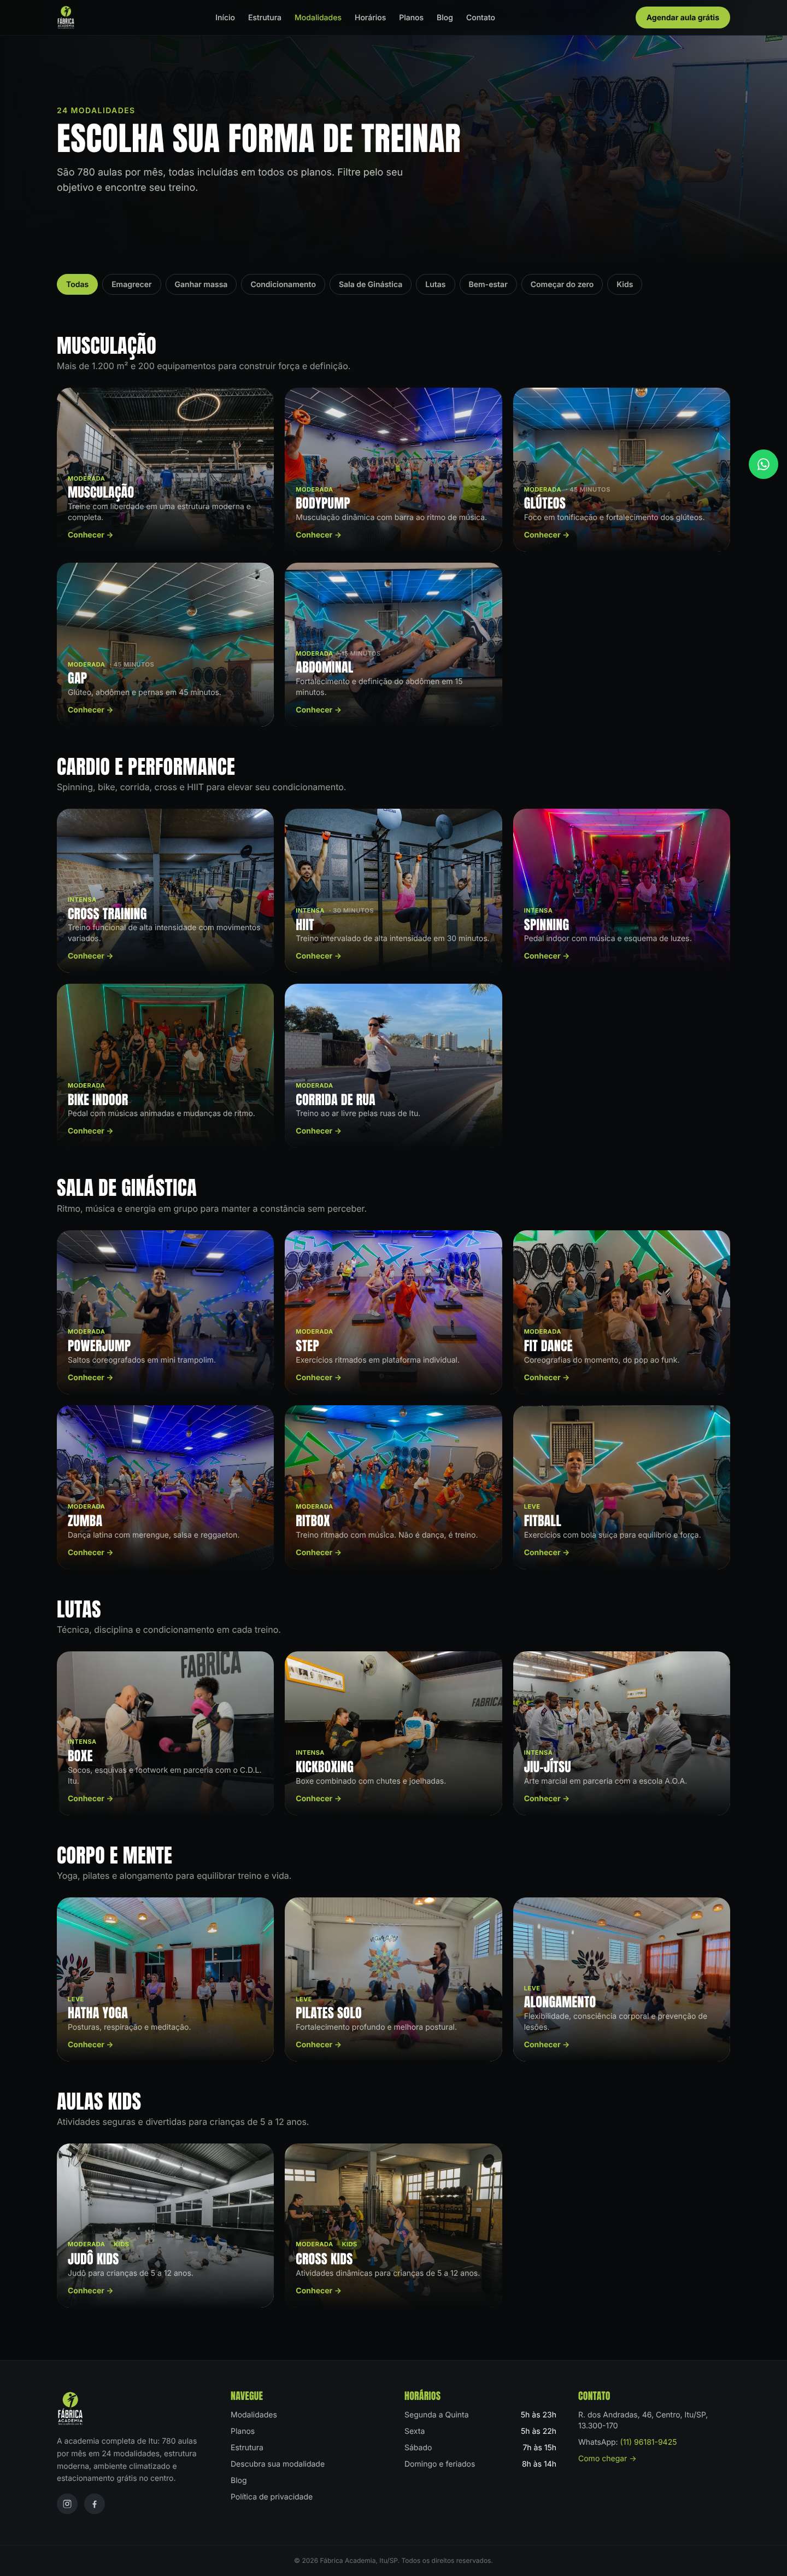 FÁBRICA
ACADEMIA
Início
Estrutura
Modalidades
Horários
Planos
Blog
Contato
Agendar aula grátis
24 MODALIDADES
ESCOLHA SUA FORMA DE TREINAR
São 780 aulas por mês, todas incluídas em todos os planos. Filtre pelo seu
objetivo e encontre seu treino.
Todas
Emagrecer
Ganhar massa
Condicionamento
Sala de Ginástica
Lutas
Bem-estar
Começar do zero
Kids
MUSCULAÇÃO
Mais de 1.200 m² e 200 equipamentos para construir força e definição.
MODERADA
MUSCULAÇÃO
Treine com liberdade em uma estrutura moderna e
completa.
Conhecer →
MODERADA
BODYPUMP
Musculação dinâmica com barra ao ritmo de música.
Conhecer →
MODERADA · 45 MINUTOS
GLÚTEOS
Foco em tonificação e fortalecimento dos glúteos.
Conhecer →
MODERADA · 45 MINUTOS
GAP
Glúteo, abdômen e pernas em 45 minutos.
Conhecer →
MODERADA · 15 MINUTOS
ABDOMINAL
Fortalecimento e definição do abdômen em 15
minutos.
Conhecer →
CARDIO E PERFORMANCE
Spinning, bike, corrida, cross e HIIT para elevar seu condicionamento.
INTENSA
CROSS TRAINING
Treino funcional de alta intensidade com movimentos
variados.
Conhecer →
INTENSA · 30 MINUTOS
HIIT
Treino intervalado de alta intensidade em 30 minutos.
Conhecer →
INTENSA
SPINNING
Pedal indoor com música e esquema de luzes.
Conhecer →
MODERADA
BIKE INDOOR
Pedal com músicas animadas e mudanças de ritmo.
Conhecer →
MODERADA
CORRIDA DE RUA
Treino ao ar livre pelas ruas de Itu.
Conhecer →
SALA DE GINÁSTICA
Ritmo, música e energia em grupo para manter a constância sem perceber.
MODERADA
POWERJUMP
Saltos coreografados em mini trampolim.
Conhecer →
MODERADA
STEP
Exercícios ritmados em plataforma individual.
Conhecer →
MODERADA
FIT DANCE
Coreografias do momento, do pop ao funk.
Conhecer →
MODERADA
ZUMBA
Dança latina com merengue, salsa e reggaeton.
Conhecer →
MODERADA
RITBOX
Treino ritmado com música. Não é dança, é treino.
Conhecer →
LEVE
FITBALL
Exercícios com bola suíça para equilíbrio e força.
Conhecer →
LUTAS
Técnica, disciplina e condicionamento em cada treino.
FABRICA
INTENSA
BOXE
Socos, esquivas e footwork em parceria com o C.D.L.
Itu.
Conhecer →
FABRICA
INTENSA
KICKBOXING
Boxe combinado com chutes e joelhadas.
Conhecer →
INTENSA
JIU-JÍTSU
Arte marcial em parceria com a escola A.O.A.
Conhecer →
CORPO E MENTE
Yoga, pilates e alongamento para equilibrar treino e vida.
LEVE
HATHA YOGA
Posturas, respiração e meditação.
Conhecer →
LEVE
PILATES SOLO
Fortalecimento profundo e melhora postural.
Conhecer →
LEVE
ALONGAMENTO
Flexibilidade, consciência corporal e prevenção de
lesões.
Conhecer →
AULAS KIDS
Atividades seguras e divertidas para crianças de 5 a 12 anos.
MODERADA · KIDS
JUDÔ KIDS
Judô para crianças de 5 a 12 anos.
Conhecer →
MODERADA · KIDS
CROSS KIDS
Atividades dinâmicas para crianças de 5 a 12 anos.
Conhecer →
FÁBRICA
ACADEMIA
A academia completa de Itu: 780 aulas
por mês em 24 modalidades, estrutura
moderna, ambiente climatizado e
estacionamento grátis no centro.
NAVEGUE
Modalidades
Planos
Estrutura
Descubra sua modalidade
Blog
Política de privacidade
HORÁRIOS
Segunda a Quinta 5h às 23h
Sexta 5h às 22h
Sábado 7h às 15h
Domingo e feriados 8h às 14h
CONTATO
R. dos Andradas, 46, Centro, Itu/SP,
13.300-170
WhatsApp: (11) 96181-9425
Como chegar →
© 2026 Fábrica Academia, Itu/SP. Todos os direitos reservados.